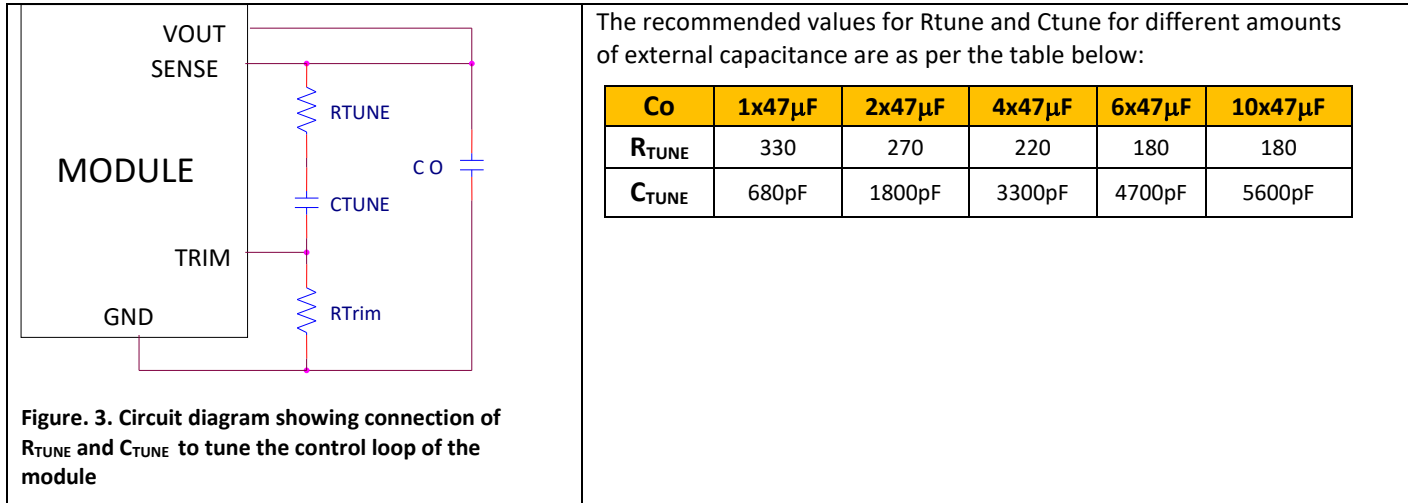 VOUT
SENSE
RTUNE
MODULE
C O
CTUNE
TRIM
RTrim
GND
Figure. 3. Circuit diagram showing connection of
RTUNE and CTUNE to tune the control loop of the
module
The recommended values for Rtune and Ctune for different amounts
of external capacitance are as per the table below:
Co 1x47μF 2x47μF 4x47μF 6x47μF 10x47μF
RTUNE 330 270 220 180 180
CTUNE 680pF 1800pF 3300pF 4700pF 5600pF